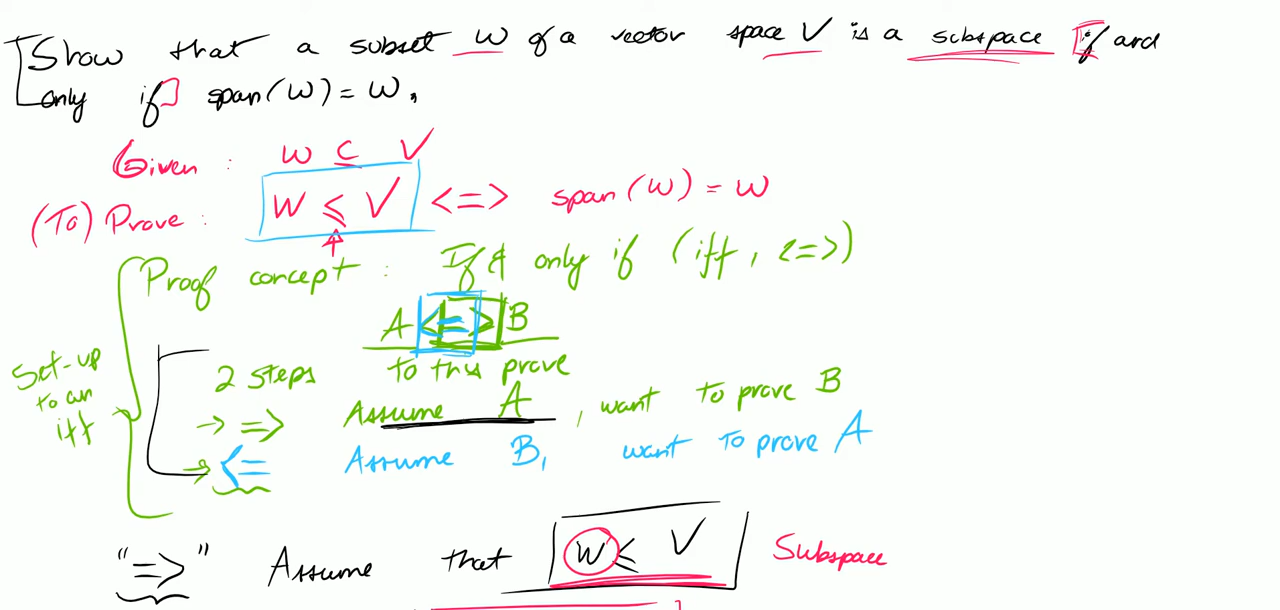 Show that a subset W of a vector space V is a subspace if and
only if span(W) = W.
Given : W ⊂ V
(To) Prove : W ≤ V <=> span(W) = W
Proof concept : If & only if (iff, <=>)
A <=> B
to this prove
Set-up to an iff
2 steps
→ => Assume A, want to prove B
→ <= Assume B, want to prove A
"=>" Assume that W ≤ V Subspace